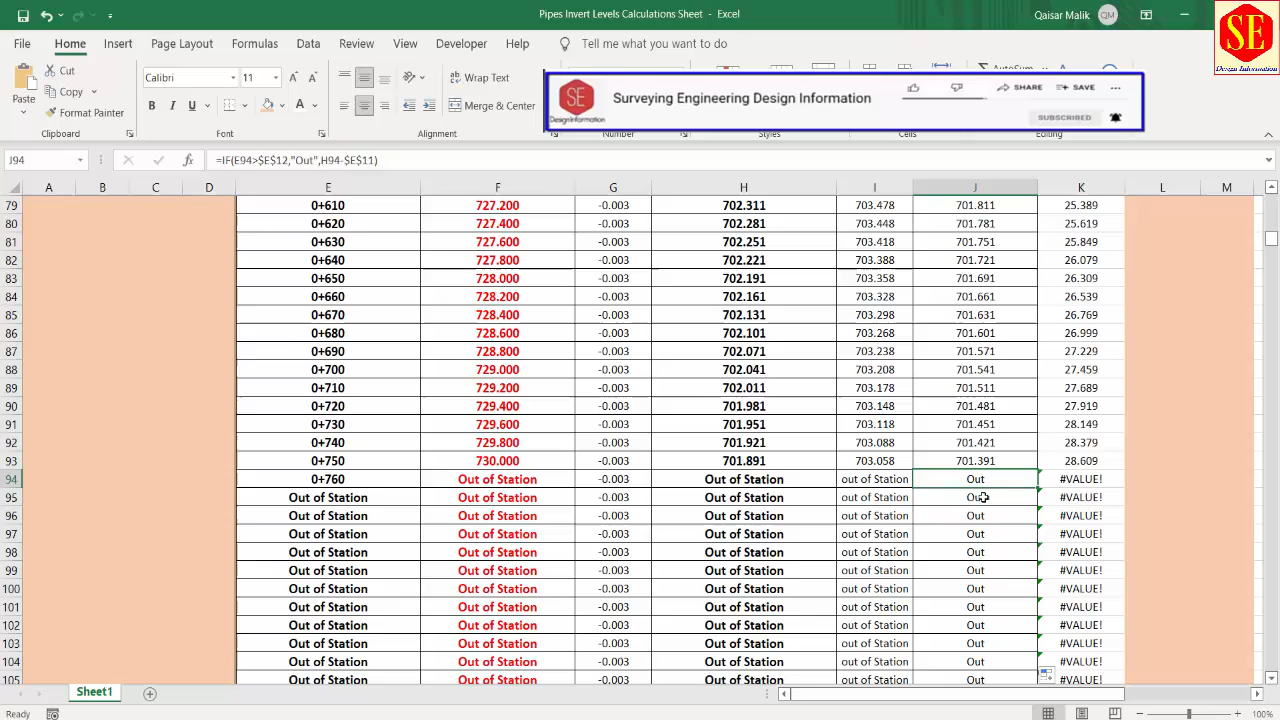 Pipes Invert Levels Calculations Sheet - Excel
Qaisar Malik QM
SE
Design Information
File Home Insert Page Layout Formulas Data Review View Developer Help Tell me what you want to do
Paste
Cut
Copy
Format Painter
Clipboard
Calibri 11
B I U
Font
Wrap Text
Merge & Center
Alignment
SE
Surveying Engineering Design Information
SHARE SAVE
SUBSCRIBED
Number Styles Cells Editing
J94 fx =IF(E94>$E$12,"Out",H94-$E$11)
A B C D E F G H I J K L M
79 0+610 727.200 -0.003 702.311 703.478 701.811 25.389
80 0+620 727.400 -0.003 702.281 703.448 701.781 25.619
81 0+630 727.600 -0.003 702.251 703.418 701.751 25.849
82 0+640 727.800 -0.003 702.221 703.388 701.721 26.079
83 0+650 728.000 -0.003 702.191 703.358 701.691 26.309
84 0+660 728.200 -0.003 702.161 703.328 701.661 26.539
85 0+670 728.400 -0.003 702.131 703.298 701.631 26.769
86 0+680 728.600 -0.003 702.101 703.268 701.601 26.999
87 0+690 728.800 -0.003 702.071 703.238 701.571 27.229
88 0+700 729.000 -0.003 702.041 703.208 701.541 27.459
89 0+710 729.200 -0.003 702.011 703.178 701.511 27.689
90 0+720 729.400 -0.003 701.981 703.148 701.481 27.919
91 0+730 729.600 -0.003 701.951 703.118 701.451 28.149
92 0+740 729.800 -0.003 701.921 703.088 701.421 28.379
93 0+750 730.000 -0.003 701.891 703.058 701.391 28.609
94 0+760 Out of Station -0.003 Out of Station out of Station Out #VALUE!
95 Out of Station Out of Station -0.003 Out of Station out of Station Out #VALUE!
96 Out of Station Out of Station -0.003 Out of Station out of Station Out #VALUE!
97 Out of Station Out of Station -0.003 Out of Station out of Station Out #VALUE!
98 Out of Station Out of Station -0.003 Out of Station out of Station Out #VALUE!
99 Out of Station Out of Station -0.003 Out of Station out of Station Out #VALUE!
100 Out of Station Out of Station -0.003 Out of Station out of Station Out #VALUE!
101 Out of Station Out of Station -0.003 Out of Station out of Station Out #VALUE!
102 Out of Station Out of Station -0.003 Out of Station out of Station Out #VALUE!
103 Out of Station Out of Station -0.003 Out of Station out of Station Out #VALUE!
104 Out of Station Out of Station -0.003 Out of Station out of Station Out #VALUE!
105 Out of Station Out of Station -0.003 Out of Station out of Station Out #VALUE!
Sheet1
Ready 100%